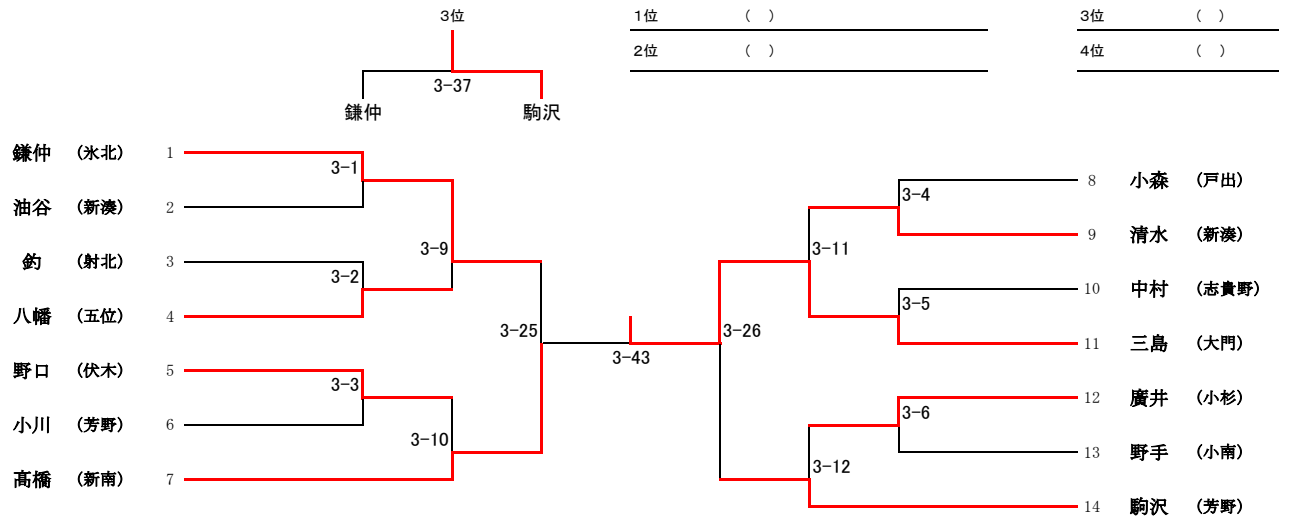 3位
1位 ( )
3位 ( )
2位 ( )
4位 ( )
3-37
鎌仲 駒沢
鎌仲 (氷北) 1
3-1
油谷 (新湊) 2
3-9
釣 (射北) 3
3-2
八幡 (五位) 4
3-25
野口 (伏木) 5
3-3
小川 (芳野) 6
3-10
髙橋 (新南) 7
3-43
8 小森 (戸出)
3-4
9 清水 (新湊)
3-11
10 中村 (志貴野)
3-5
11 三島 (大門)
3-26
12 廣井 (小杉)
3-6
13 野手 (小南)
3-12
14 駒沢 (芳野)